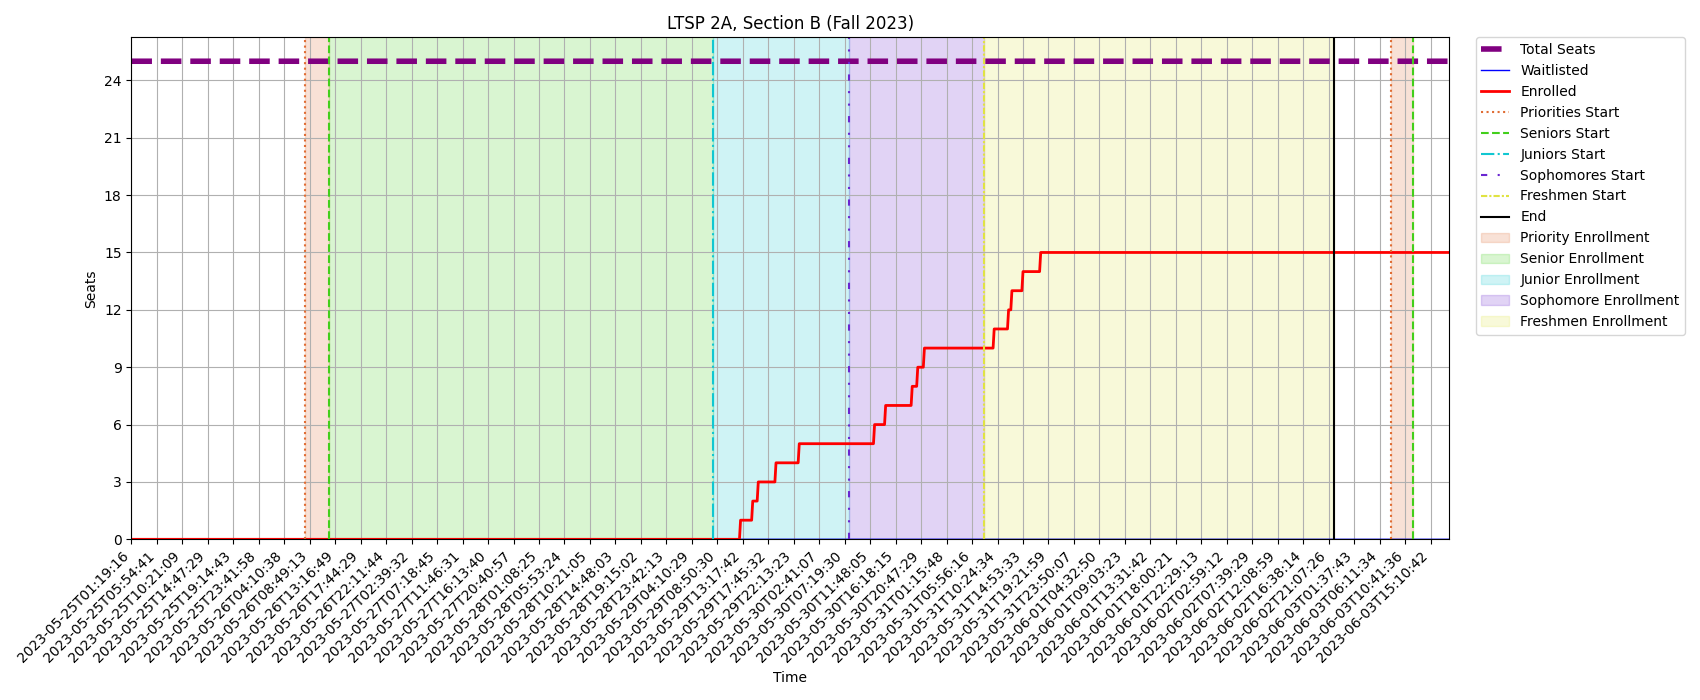 LTSP 2A, Section B (Fall 2023)
Total Seats
Waitlisted
Enrolled
Priorities Start
Seniors Start
Juniors Start
Sophomores Start
Freshmen Start
End
Priority Enrollment
Senior Enrollment
Junior Enrollment
Sophomore Enrollment
Freshmen Enrollment
Seats
24
21
18
15
12
9
6
3
0
2023-05-25T01:19:16
2023-05-25T05:54:41
2023-05-25T10:21:09
2023-05-25T14:47:29
2023-05-25T19:14:43
2023-05-25T23:41:58
2023-05-26T04:10:38
2023-05-26T08:49:13
2023-05-26T13:16:49
2023-05-26T17:44:29
2023-05-26T22:11:44
2023-05-27T02:39:32
2023-05-27T07:18:45
2023-05-27T11:46:31
2023-05-27T16:13:40
2023-05-27T20:40:57
2023-05-28T01:08:25
2023-05-28T05:53:24
2023-05-28T10:21:05
2023-05-28T14:48:03
2023-05-28T19:15:02
2023-05-28T23:42:13
2023-05-29T04:10:29
2023-05-29T08:50:30
2023-05-29T13:17:42
2023-05-29T17:45:32
2023-05-29T22:13:23
2023-05-30T02:41:07
2023-05-30T07:19:30
2023-05-30T11:48:05
2023-05-30T16:18:15
2023-05-30T20:47:29
2023-05-31T01:15:48
2023-05-31T05:56:16
2023-05-31T10:24:34
2023-05-31T14:53:33
2023-05-31T19:21:59
2023-05-31T23:50:07
2023-06-01T04:32:50
2023-06-01T09:03:23
2023-06-01T13:31:42
2023-06-01T18:00:21
2023-06-01T22:29:13
2023-06-02T02:59:12
2023-06-02T07:39:29
2023-06-02T12:08:59
2023-06-02T16:38:14
2023-06-02T21:07:26
2023-06-03T01:37:43
2023-06-03T06:11:34
2023-06-03T10:41:36
2023-06-03T15:10:42
Time